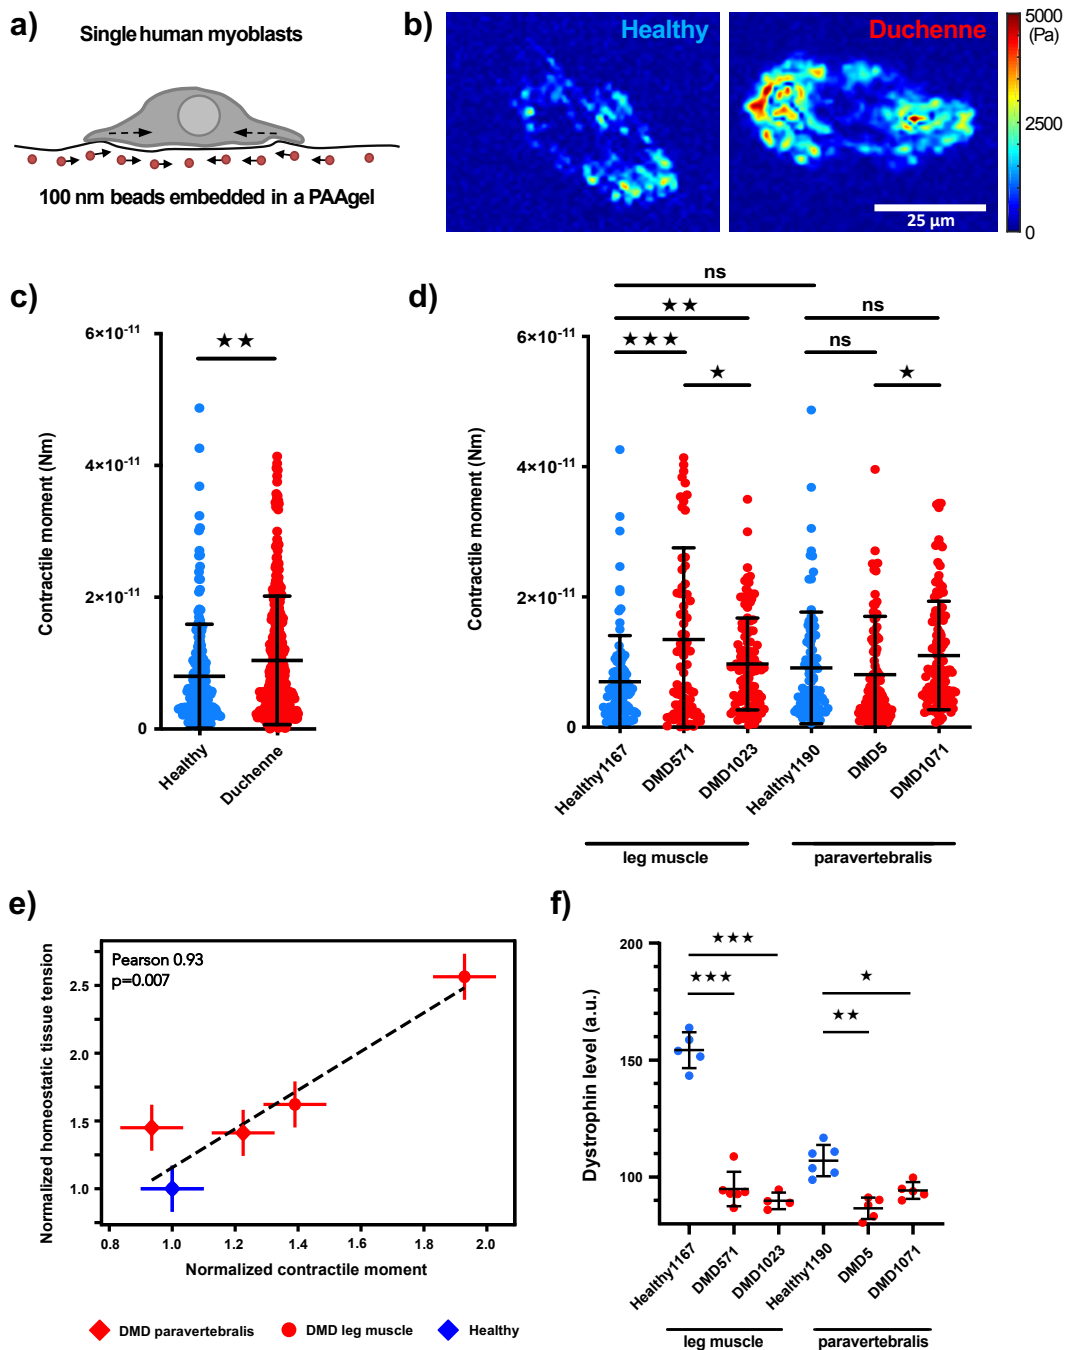 a)
Single human myoblasts
100 nm beads embedded in a PAAgel
b)
Healthy
Duchenne
25 µm
5000
(Pa)
2500
0
c)
6×10⁻¹¹
4×10⁻¹¹
2×10⁻¹¹
0
Contractile moment (Nm)
★★
Healthy
Duchenne
d)
6×10⁻¹¹
4×10⁻¹¹
2×10⁻¹¹
0
Contractile moment (Nm)
ns
★★
ns
★★★
ns
★
★
Healthy1167
DMD571
DMD1023
Healthy1190
DMD5
DMD1071
leg muscle
paravertebralis
e)
Pearson 0.93
p=0.007
Normalized homeostatic tissue tension
2.5
2.0
1.5
1.0
0.8
1.0
1.2
1.4
1.6
1.8
2.0
Normalized contractile moment
DMD paravertebralis
DMD leg muscle
Healthy
f)
200
150
100
Dystrophin level (a.u.)
★★★
★★★
★
★★
Healthy1167
DMD571
DMD1023
Healthy1190
DMD5
DMD1071
leg muscle
paravertebralis